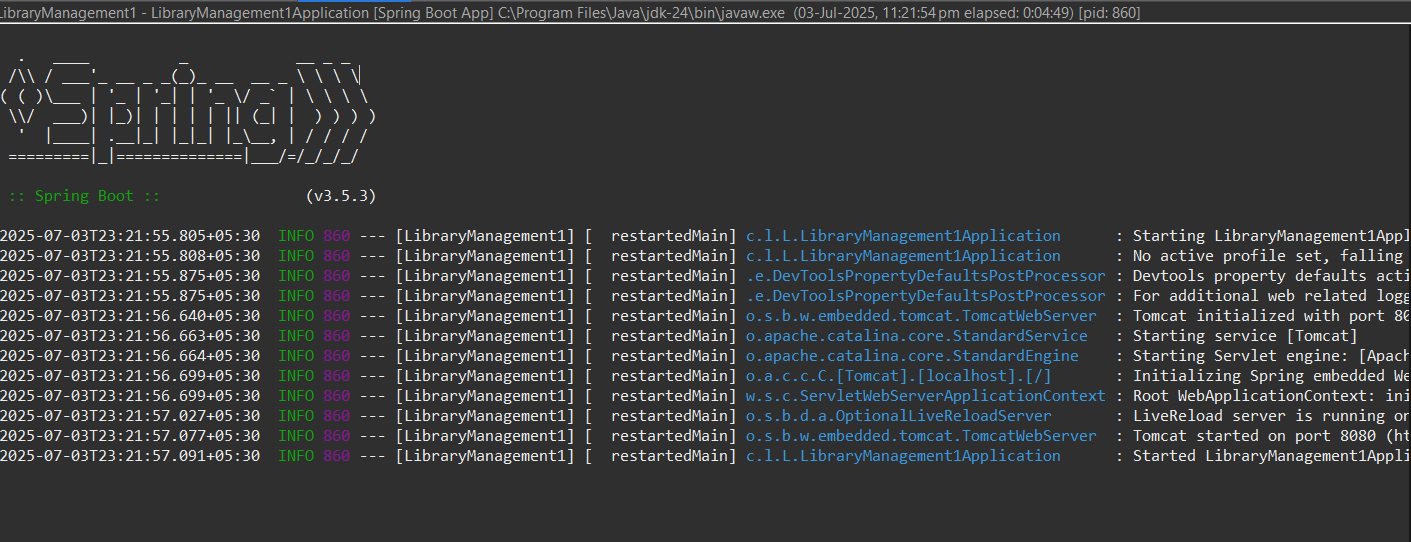 LibraryManagement1 - LibraryManagement1Application [Spring Boot App] C:\Program Files\Java\jdk-24\bin\javaw.exe (03-Jul-2025, 11:21:54 pm elapsed: 0:04:49) [pid: 860]
  .   ____          _            __ _ _
 /\\ / ___'_ __ _ _(_)_ __  __ _ \ \ \ \
( ( )\___ | '_ | '_| | '_ \/ _` | \ \ \ \
 \\/  ___)| |_)| | | | | || (_| |  ) ) ) )
  '  |____| .__|_| |_|_| |_\__, | / / / /
 =========|_|==============|___/=/_/_/_/
 :: Spring Boot ::                (v3.5.3)
2025-07-03T23:21:55.805+05:30  INFO 860 --- [LibraryManagement1] [  restartedMain] c.l.L.LibraryManagement1Application      : Starting LibraryManagement1Appl
2025-07-03T23:21:55.808+05:30  INFO 860 --- [LibraryManagement1] [  restartedMain] c.l.L.LibraryManagement1Application      : No active profile set, falling
2025-07-03T23:21:55.875+05:30  INFO 860 --- [LibraryManagement1] [  restartedMain] .e.DevToolsPropertyDefaultsPostProcessor : Devtools property defaults acti
2025-07-03T23:21:55.875+05:30  INFO 860 --- [LibraryManagement1] [  restartedMain] .e.DevToolsPropertyDefaultsPostProcessor : For additional web related logg
2025-07-03T23:21:56.640+05:30  INFO 860 --- [LibraryManagement1] [  restartedMain] o.s.b.w.embedded.tomcat.TomcatWebServer  : Tomcat initialized with port 80
2025-07-03T23:21:56.663+05:30  INFO 860 --- [LibraryManagement1] [  restartedMain] o.apache.catalina.core.StandardService   : Starting service [Tomcat]
2025-07-03T23:21:56.664+05:30  INFO 860 --- [LibraryManagement1] [  restartedMain] o.apache.catalina.core.StandardEngine    : Starting Servlet engine: [Apach
2025-07-03T23:21:56.699+05:30  INFO 860 --- [LibraryManagement1] [  restartedMain] o.a.c.c.C.[Tomcat].[localhost].[/]       : Initializing Spring embedded We
2025-07-03T23:21:56.699+05:30  INFO 860 --- [LibraryManagement1] [  restartedMain] w.s.c.ServletWebServerApplicationContext : Root WebApplicationContext: ini
2025-07-03T23:21:57.027+05:30  INFO 860 --- [LibraryManagement1] [  restartedMain] o.s.b.d.a.OptionalLiveReloadServer       : LiveReload server is running on
2025-07-03T23:21:57.077+05:30  INFO 860 --- [LibraryManagement1] [  restartedMain] o.s.b.w.embedded.tomcat.TomcatWebServer  : Tomcat started on port 8080 (ht
2025-07-03T23:21:57.091+05:30  INFO 860 --- [LibraryManagement1] [  restartedMain] c.l.L.LibraryManagement1Application      : Started LibraryManagement1Appli